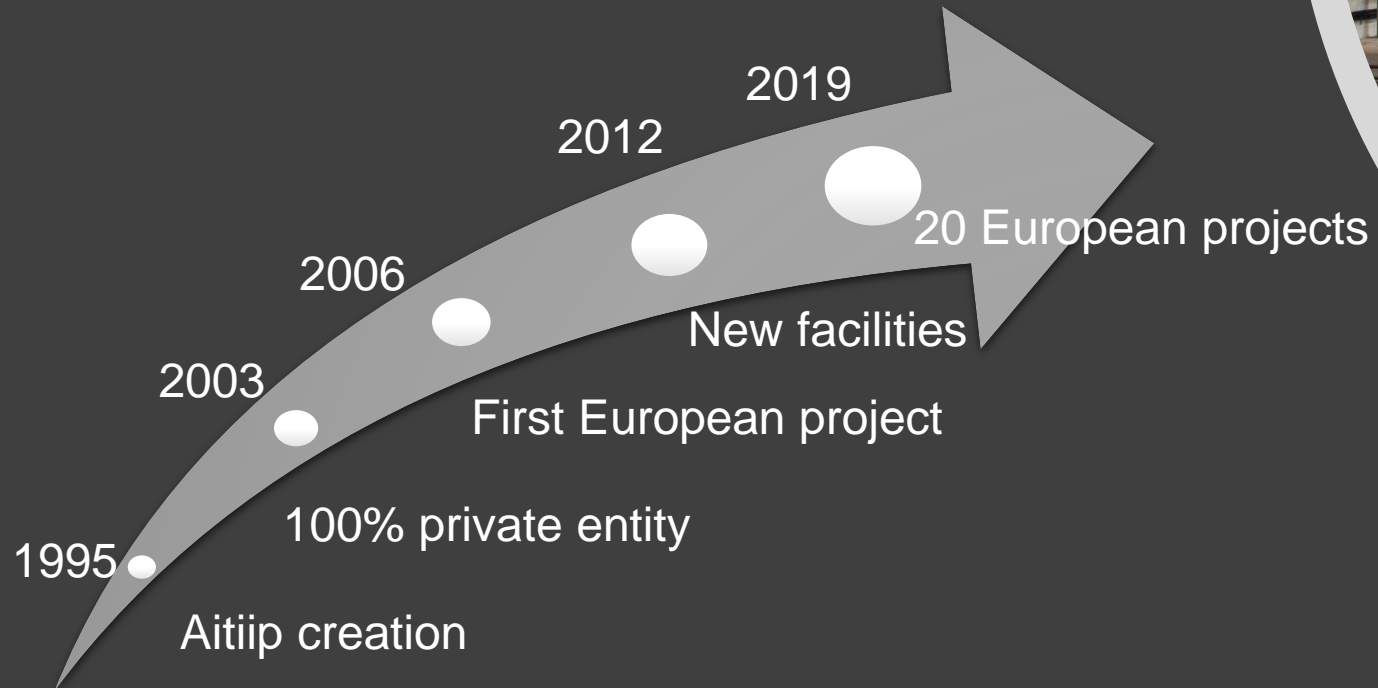 2019
2012
20 European projects
2006
New facilities
2003
First European project
100% private entity
1995
Aitiip creation